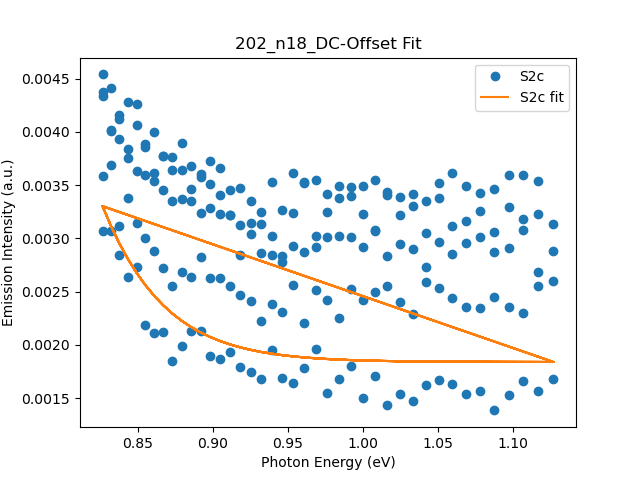 202_n18_DC-Offset Fit
S2c
S2c fit
Emission Intensity (a.u.)
0.0045
0.0040
0.0035
0.0030
0.0025
0.0020
0.0015
0.85
0.90
0.95
1.00
1.05
1.10
Photon Energy (eV)